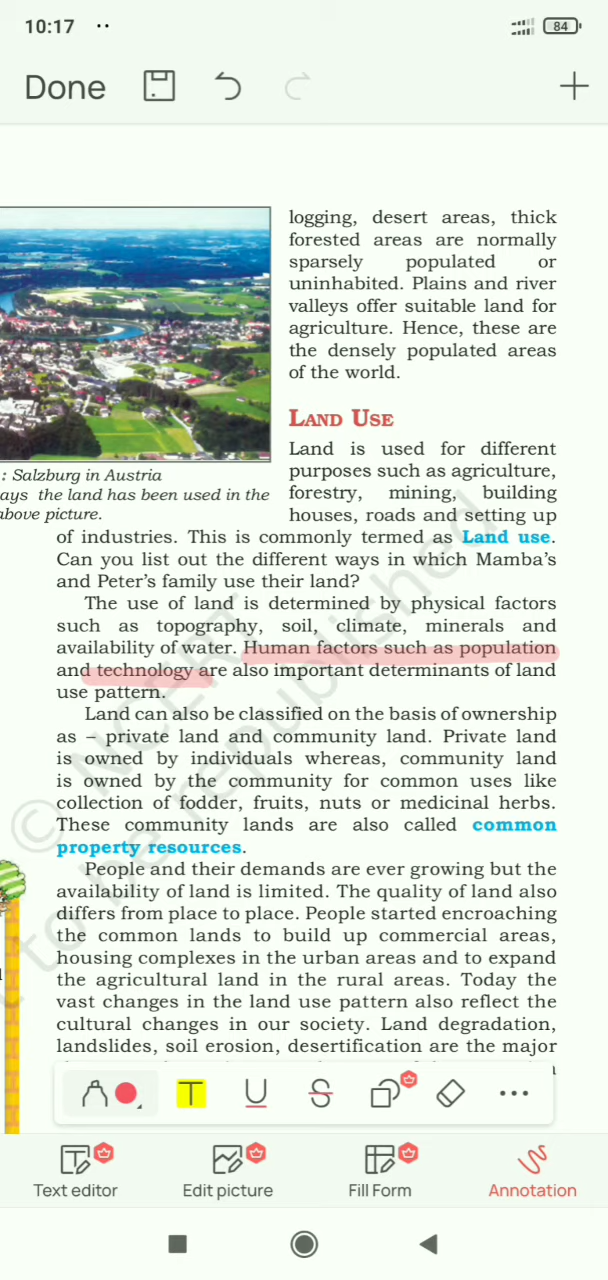 10:17
84
Done
logging, desert areas, thick
forested areas are normally
sparsely populated or
uninhabited. Plains and river
valleys offer suitable land for
agriculture. Hence, these are
the densely populated areas
of the world.
LAND USE
: Salzburg in Austria
ays the land has been used in the
above picture.
Land is used for different
purposes such as agriculture,
forestry, mining, building
houses, roads and setting up
of industries. This is commonly termed as Land use.
Can you list out the different ways in which Mamba's
and Peter's family use their land?
The use of land is determined by physical factors
such as topography, soil, climate, minerals and
availability of water. Human factors such as population
and technology are also important determinants of land
use pattern.
Land can also be classified on the basis of ownership
as – private land and community land. Private land
is owned by individuals whereas, community land
is owned by the community for common uses like
collection of fodder, fruits, nuts or medicinal herbs.
These community lands are also called common
property resources.
People and their demands are ever growing but the
availability of land is limited. The quality of land also
differs from place to place. People started encroaching
the common lands to build up commercial areas,
housing complexes in the urban areas and to expand
the agricultural land in the rural areas. Today the
vast changes in the land use pattern also reflect the
cultural changes in our society. Land degradation,
landslides, soil erosion, desertification are the major
© NCERT
to be republished
T
U
S
Text editor
Edit picture
Fill Form
Annotation